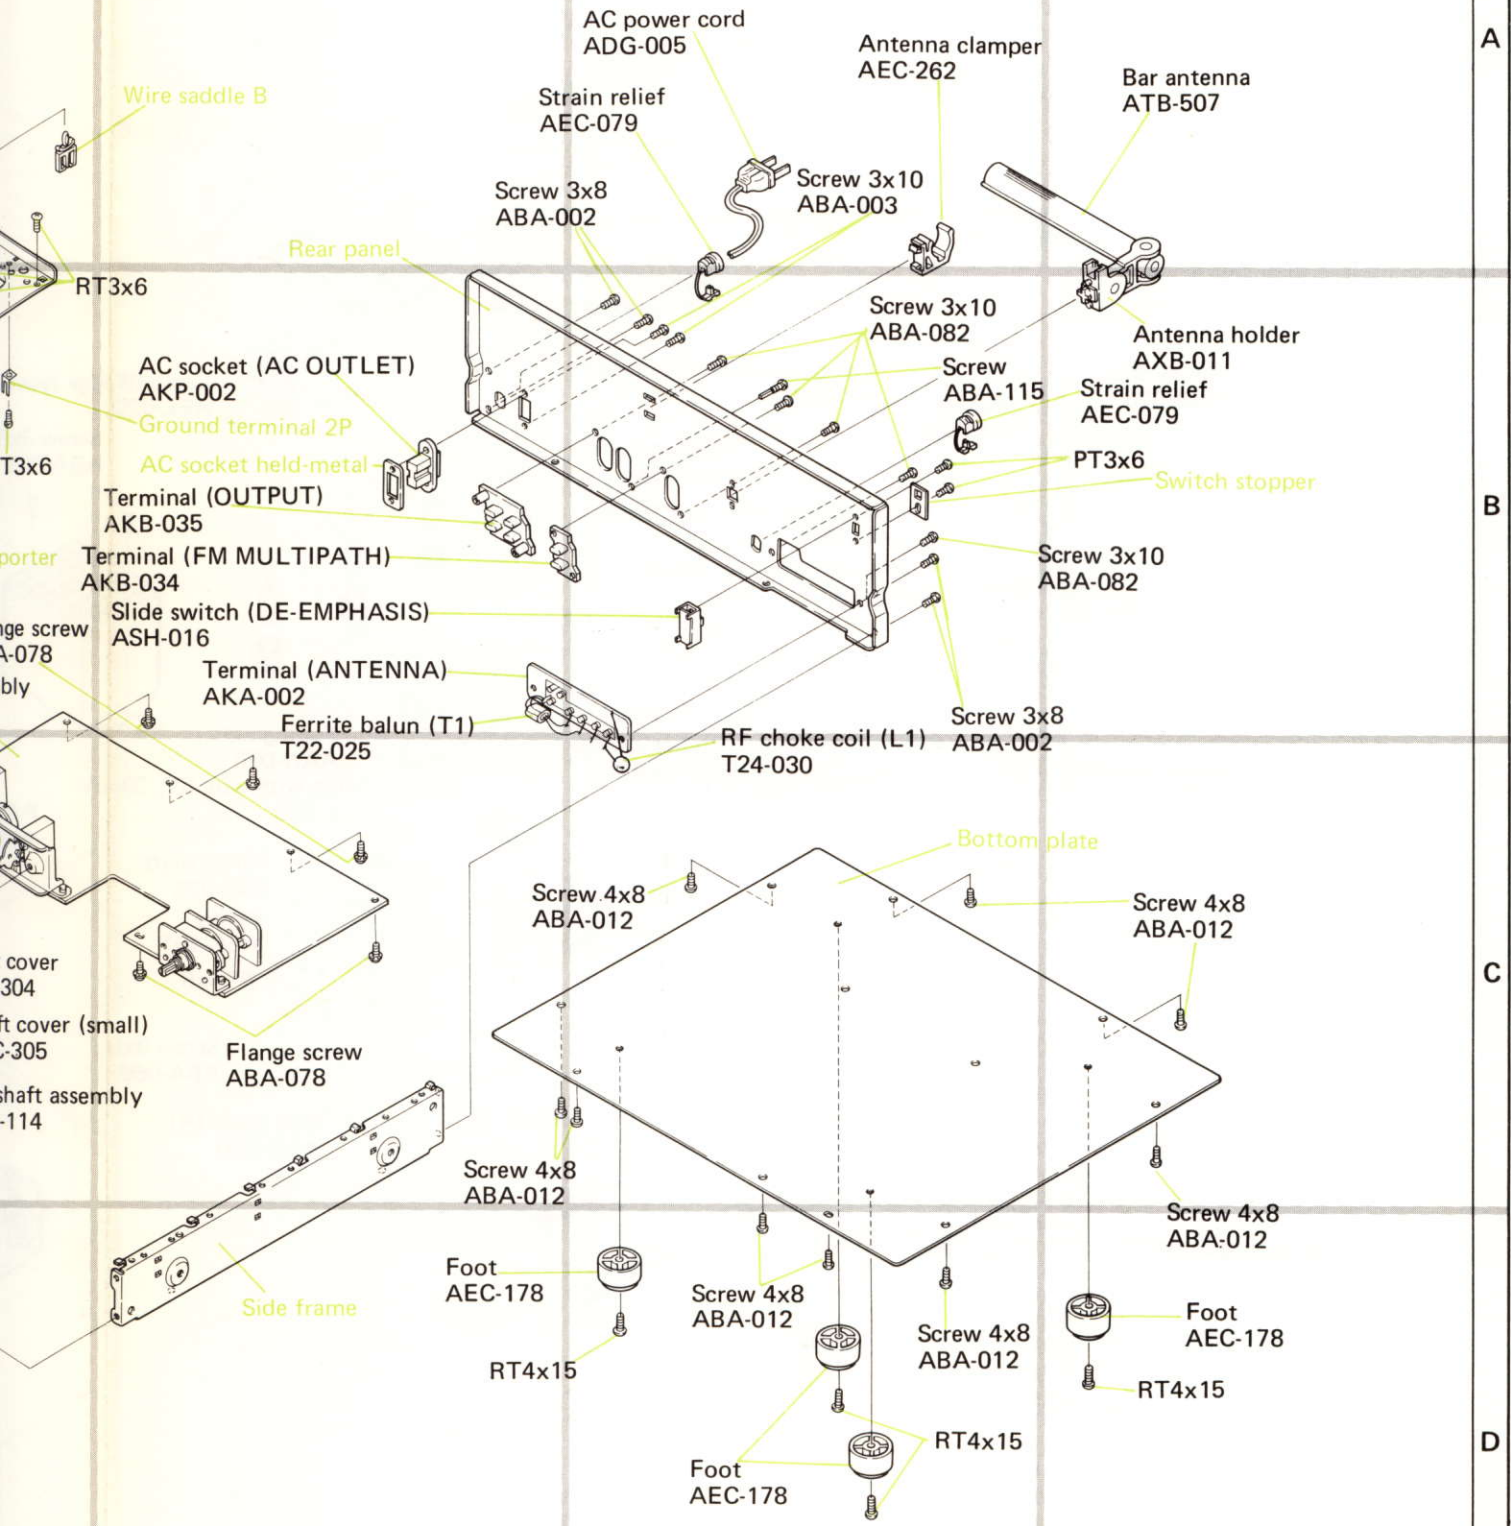 A
AC power cord
ADG-005
Antenna clamper
AEC-262
Bar antenna
ATB-507
Wire saddle B
Strain relief
AEC-079
Screw 3x8
ABA-002
Screw 3x10
ABA-003
Rear panel
RT3x6
Screw 3x10
ABA-082
Antenna holder
AXB-011
AC socket (AC OUTLET)
AKP-002
Screw
ABA-115
Strain relief
AEC-079
Ground terminal 2P
T3x6
AC socket held-metal
PT3x6
Switch stopper
Terminal (OUTPUT)
AKB-035
B
porter
Terminal (FM MULTIPATH)
AKB-034
Screw 3x10
ABA-082
Slide switch (DE-EMPHASIS)
ASH-016
nge screw
A-078
bly
Terminal (ANTENNA)
AKA-002
Ferrite balun (T1)
T22-025
RF choke coil (L1)
T24-030
Screw 3x8
ABA-002
Bottom plate
Screw 4x8
ABA-012
Screw 4x8
ABA-012
C
cover
304
ft cover (small)
C-305
Flange screw
ABA-078
shaft assembly
-114
Screw 4x8
ABA-012
Screw 4x8
ABA-012
Foot
AEC-178
Side frame
Screw 4x8
ABA-012
Screw 4x8
ABA-012
Foot
AEC-178
RT4x15
RT4x15
RT4x15
D
Foot
AEC-178